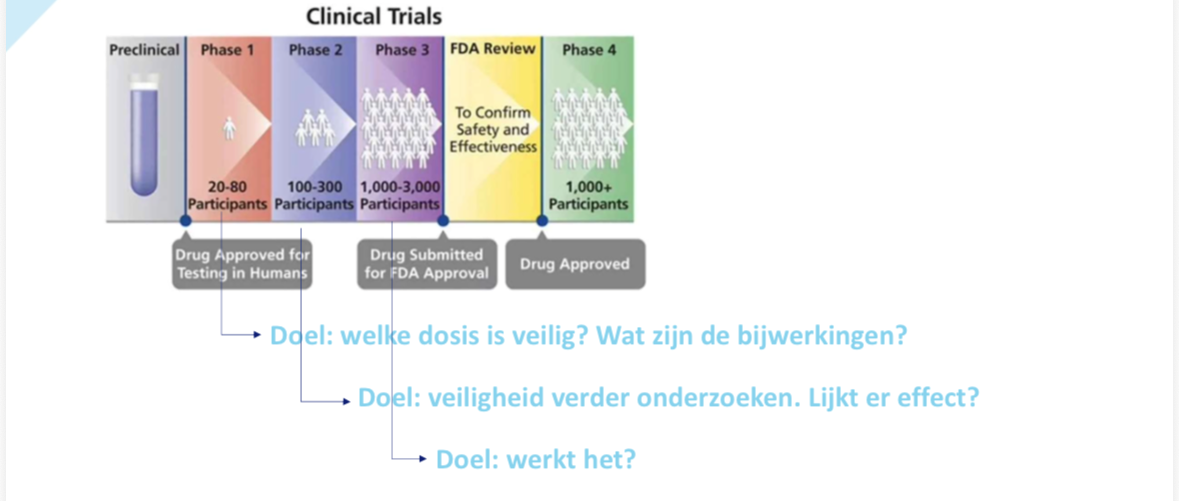 Clinical Trials
Preclinical
Phase 1
Phase 2
Phase 3
FDA Review
Phase 4
To Confirm
Safety and
Effectiveness
20-80
Participants
100-300
Participants
1,000-3,000
Participants
1,000+
Participants
Drug Approved for
Testing in Humans
Drug Submitted
for FDA Approval
Drug Approved
Doel: welke dosis is veilig? Wat zijn de bijwerkingen?
Doel: veiligheid verder onderzoeken. Lijkt er effect?
Doel: werkt het?